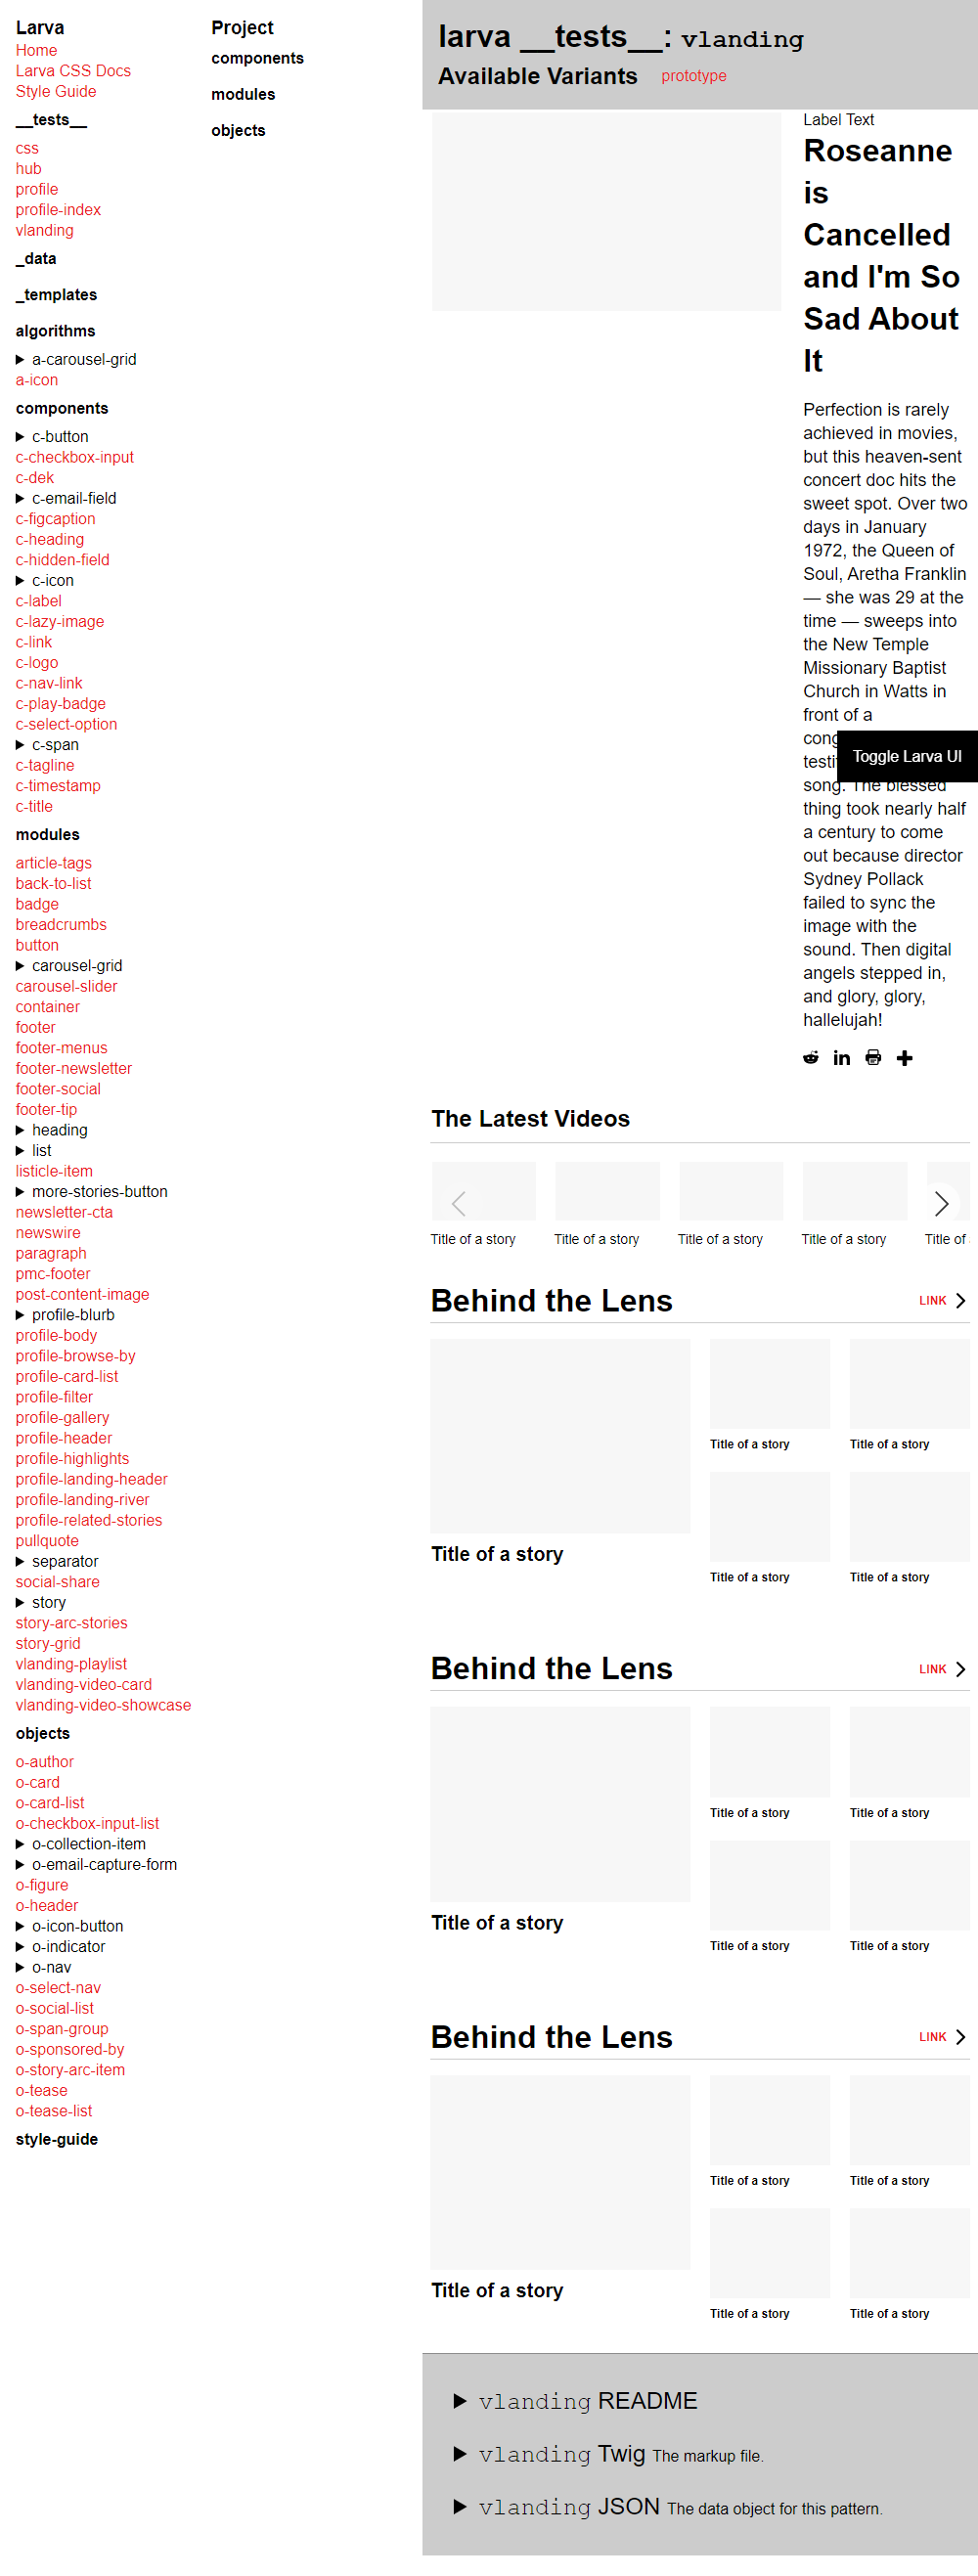 Larva
Home
Larva CSS Docs
Style Guide
__tests__
css
hub
profile
profile-index
vlanding
_data
_templates
algorithms
a-carousel-grid
a-icon
components
c-button
c-checkbox-input
c-dek
c-email-field
c-figcaption
c-heading
c-hidden-field
c-icon
c-label
c-lazy-image
c-link
c-logo
c-nav-link
c-play-badge
c-select-option
c-span
c-tagline
c-timestamp
c-title
modules
article-tags
back-to-list
badge
breadcrumbs
button
carousel-grid
carousel-slider
container
footer
footer-menus
footer-newsletter
footer-social
footer-tip
heading
list
listicle-item
more-stories-button
newsletter-cta
newswire
paragraph
pmc-footer
post-content-image
profile-blurb
profile-body
profile-browse-by
profile-card-list
profile-filter
profile-gallery
profile-header
profile-highlights
profile-landing-header
profile-landing-river
profile-related-stories
pullquote
separator
social-share
story
story-arc-stories
story-grid
vlanding-playlist
vlanding-video-card
vlanding-video-showcase
objects
o-author
o-card
o-card-list
o-checkbox-input-list
o-collection-item
o-email-capture-form
o-figure
o-header
o-icon-button
o-indicator
o-nav
o-select-nav
o-social-list
o-span-group
o-sponsored-by
o-story-arc-item
o-tease
o-tease-list
style-guide
Project
components
modules
objects
larva __tests__: vlanding
Available Variants prototype
Label Text
Roseanne
is
Cancelled
and I'm So
Sad About
It
Perfection is rarely
achieved in movies,
but this heaven-sent
concert doc hits the
sweet spot. Over two
days in January
1972, the Queen of
Soul, Aretha Franklin
— she was 29 at the
time — sweeps into
the New Temple
Missionary Baptist
Church in Watts in
front of a
Toggle Larva UI
song. The blessed
thing took nearly half
a century to come
out because director
Sydney Pollack
failed to sync the
image with the
sound. Then digital
angels stepped in,
and glory, glory,
hallelujah!
The Latest Videos
Title of a story
Title of a story
Title of a story
Title of a story
Title of
Behind the Lens
LINK
Title of a story
Title of a story
Title of a story
Title of a story
Title of a story
Behind the Lens
LINK
Title of a story
Title of a story
Title of a story
Title of a story
Title of a story
Behind the Lens
LINK
Title of a story
Title of a story
Title of a story
Title of a story
Title of a story
vlanding README
vlanding Twig The markup file.
vlanding JSON The data object for this pattern.